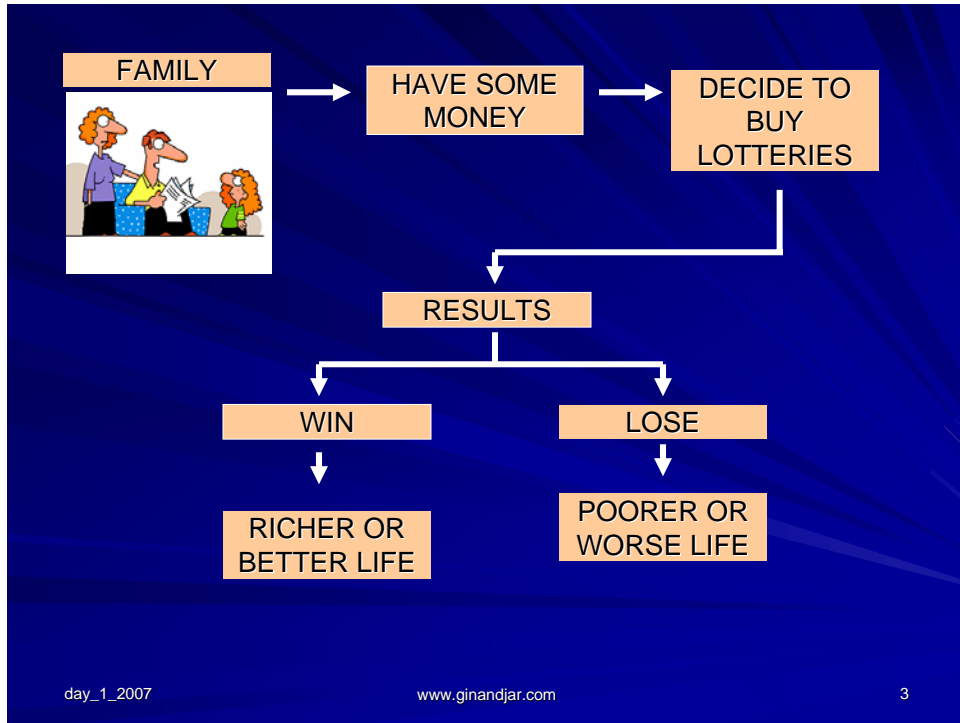 FAMILY
HAVE SOME
MONEY
DECIDE TO
BUY
LOTTERIES
RESULTS
WIN
LOSE
RICHER OR
BETTER LIFE
POORER OR
WORSE LIFE
day_1_2007
www.ginandjar.com
3